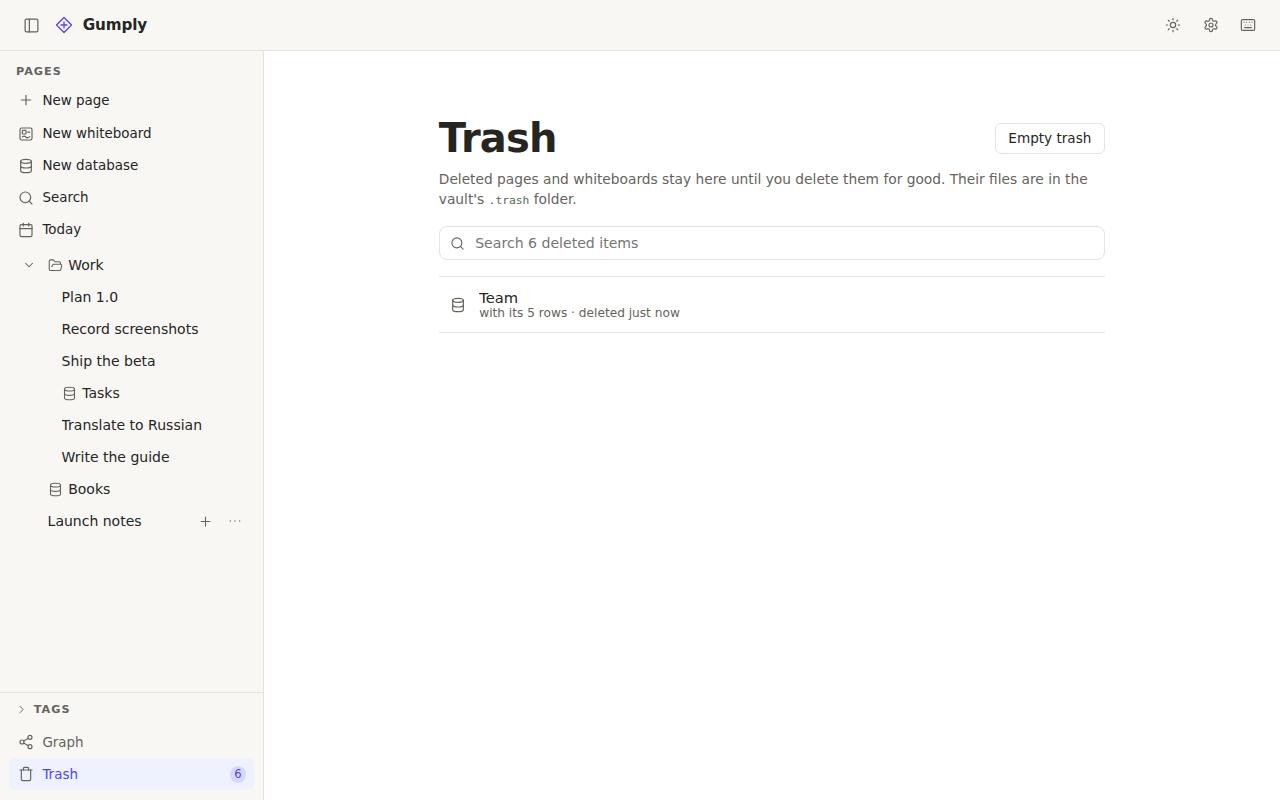 Gumply
PAGES
New page
New whiteboard
New database
Search
Today
Work
Plan 1.0
Record screenshots
Ship the beta
Tasks
Translate to Russian
Write the guide
Books
Launch notes
TAGS
Graph
Trash
6
Trash
Empty trash
Deleted pages and whiteboards stay here until you delete them for good. Their files are in the
vault's .trash folder.
Search 6 deleted items
Team
with its 5 rows · deleted just now